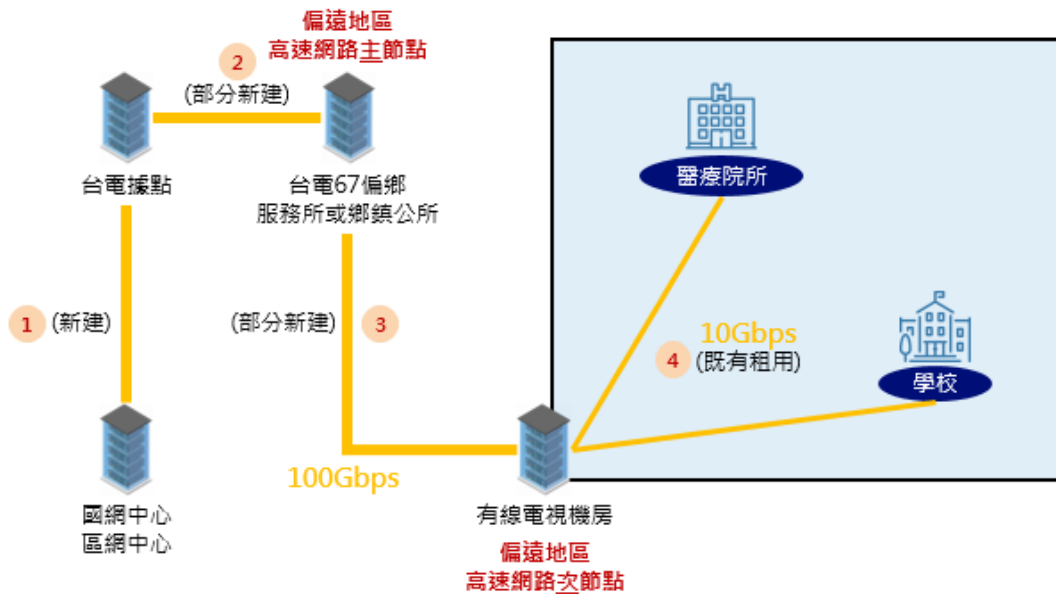 偏遠地區
高速網路主節點
2
(部分新建)
台電據點
台電67偏鄉
服務所或鄉鎮公所
醫療院所
1 (新建)
(部分新建) 3
10Gbps
4 (既有租用)
學校
100Gbps
國網中心
區網中心
有線電視機房
偏遠地區
高速網路次節點